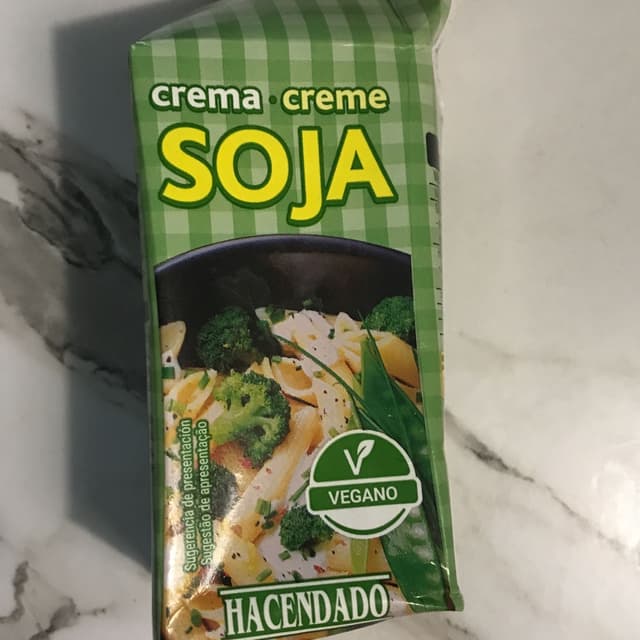 crema · creme
SOJA
Sugerencia de presentación
Sugestão de apresentação
V
VEGANO
HACENDADO